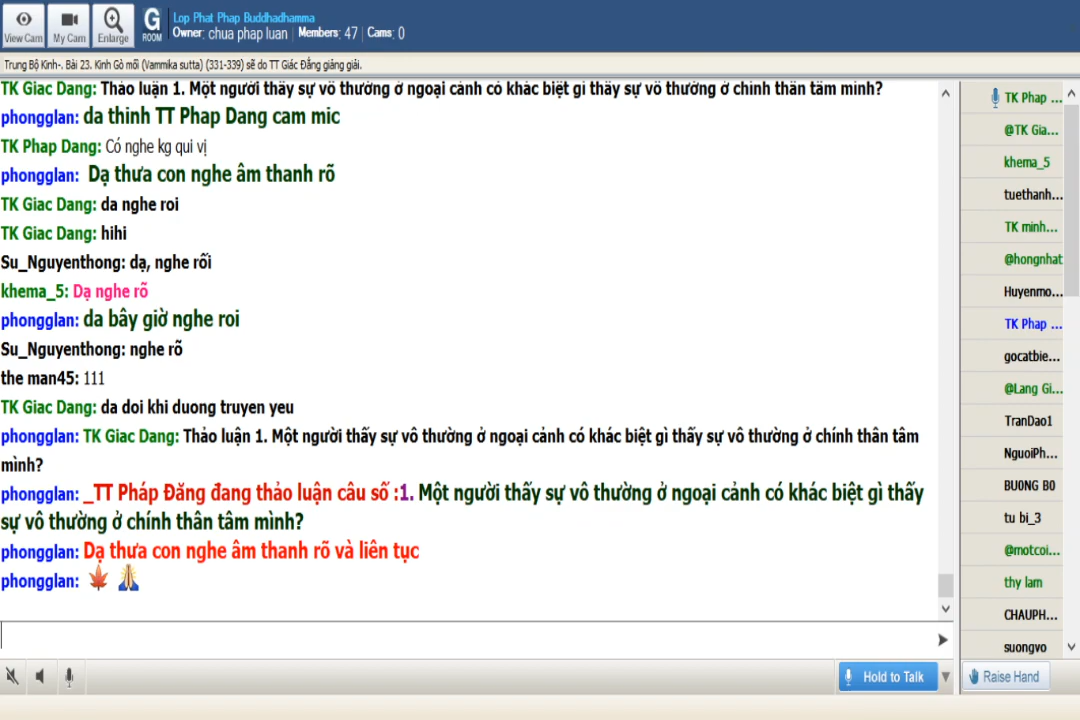 View Cam
My Cam
Enlarge
G
ROOM
Lop Phat Phap Buddhadhamma
Owner: chua phap luan | Members: 47 | Cams: 0
Trung Bộ Kinh-. Bài 23. Kinh Gò mối (Vammika sutta) (331-339) sẽ do TT Giác Đẳng giảng giải.
TK Giac Dang: Thảo luận 1. Một người thấy sự vô thường ở ngoại cảnh có khác biệt gì thấy sự vô thường ở chính thân tâm mình?
phongglan: da thinh TT Phap Dang cam mic
TK Phap Dang: Có nghe kg qui vị
phongglan: Dạ thưa con nghe âm thanh rõ
TK Giac Dang: da nghe roi
TK Giac Dang: hihi
Su_Nguyenthong: dạ, nghe rồi
khema_5: Dạ nghe rõ
phongglan: da bây giờ nghe roi
Su_Nguyenthong: nghe rõ
the man45: 111
TK Giac Dang: da doi khi duong truyen yeu
phongglan: TK Giac Dang: Thảo luận 1. Một người thấy sự vô thường ở ngoại cảnh có khác biệt gì thấy sự vô thường ở chính thân tâm
mình?
phongglan: _TT Pháp Đăng đang thảo luận câu số :1. Một người thấy sự vô thường ở ngoại cảnh có khác biệt gì thấy
sự vô thường ở chính thân tâm mình?
phongglan: Dạ thưa con nghe âm thanh rõ và liên tục
phongglan:
TK Phap ...
@TK Gia...
khema_5
tuethanh...
TK minh...
@hongnhat
Huyenmo...
TK Phap ...
gocatbie...
@Lang Gi...
TranDao1
NguoiPh...
BUONG BO
tu bi_3
@motcoi...
thy lam
CHAUPH...
suongvo
Hold to Talk
Raise Hand